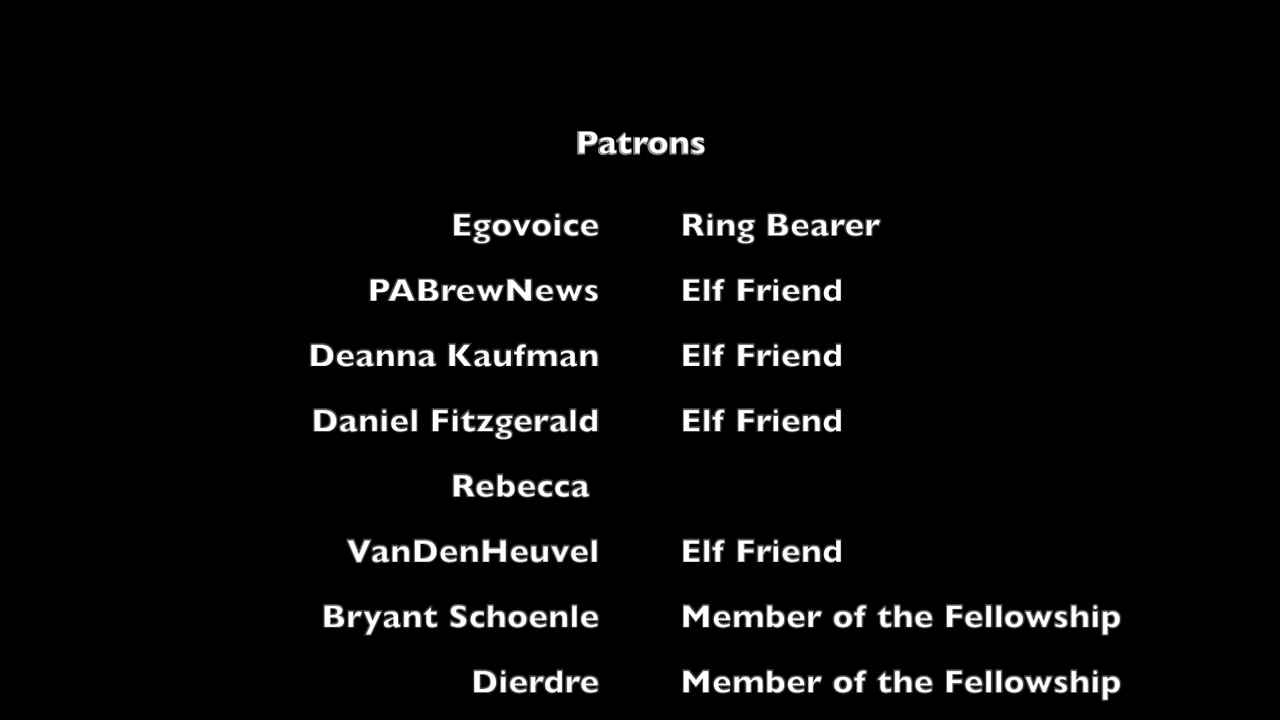 Patrons
Egovoice Ring Bearer
PABrewNews Elf Friend
Deanna Kaufman Elf Friend
Daniel Fitzgerald Elf Friend
Rebecca
VanDenHeuvel Elf Friend
Bryant Schoenle Member of the Fellowship
Dierdre Member of the Fellowship